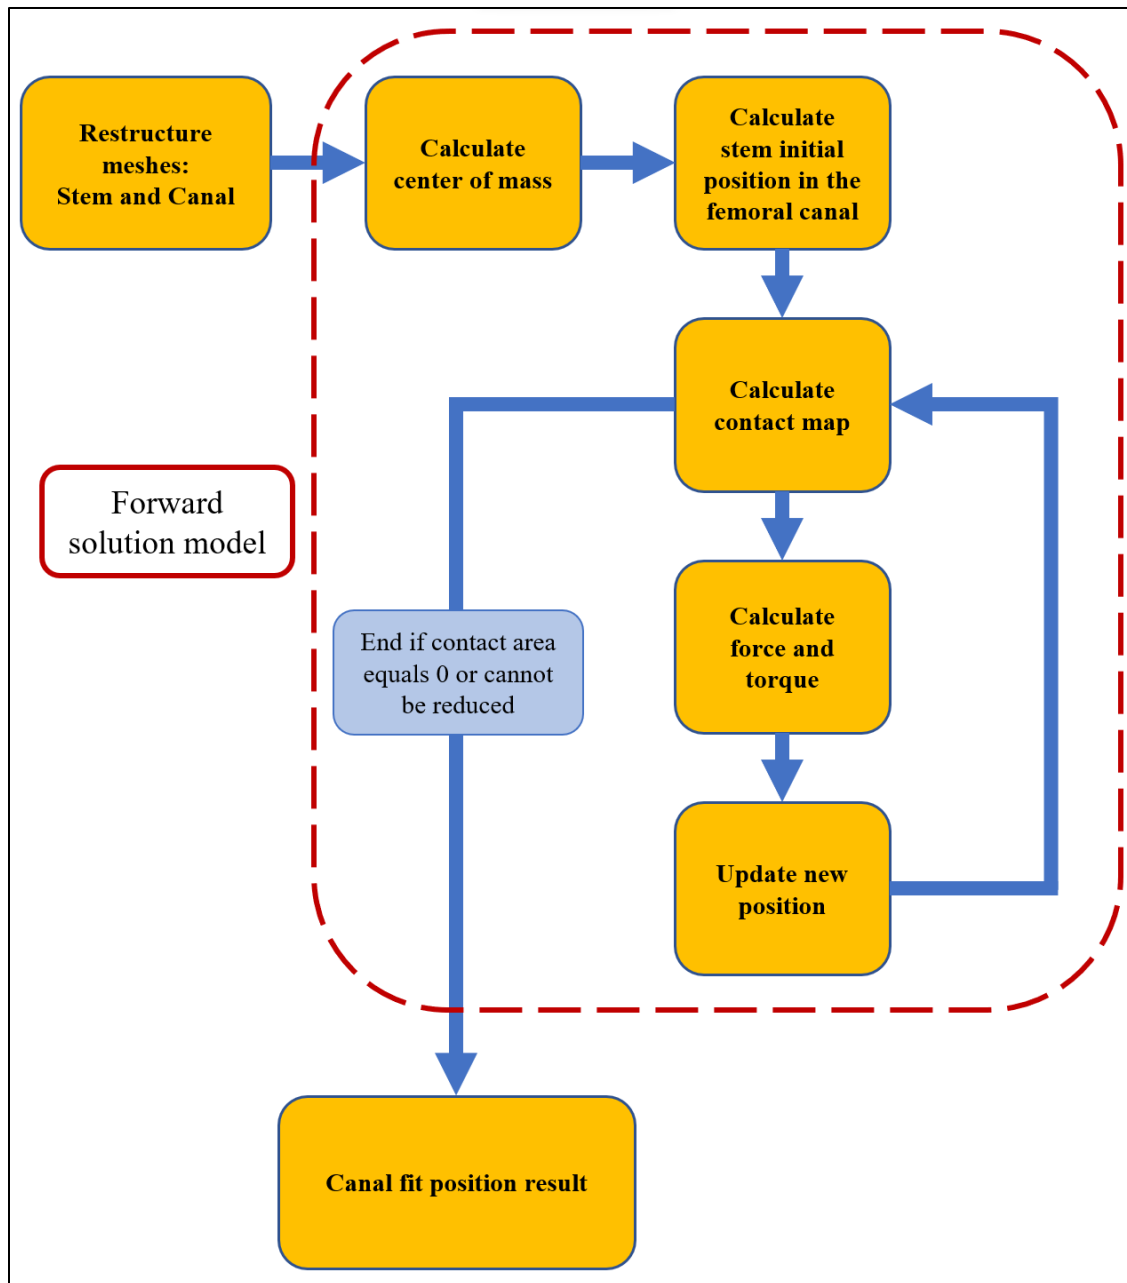 Restructure
meshes:
Stem and Canal
Calculate
center of mass
Calculate
stem initial
position in the
femoral canal
Calculate
contact map
Forward
solution model
End if contact area
equals 0 or cannot
be reduced
Calculate
force and
torque
Update new
position
Canal fit position result